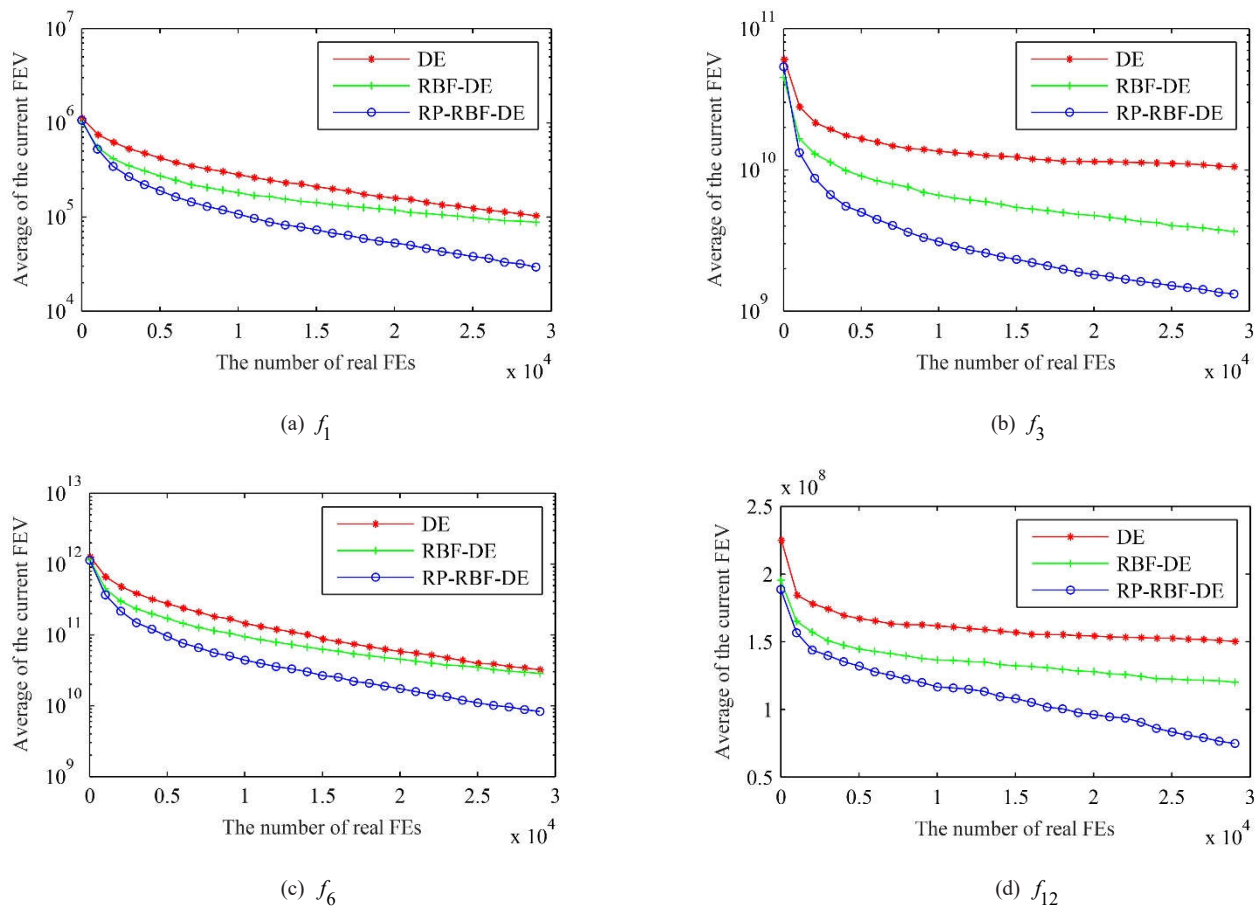 10^7
10^6
10^5
10^4
Average of the current FEV
DE
RBF-DE
RP-RBF-DE
0 0.5 1 1.5 2 2.5 3
The number of real FEs
x 10^4
(a) f_1
10^11
10^10
10^9
Average of the current FEV
DE
RBF-DE
RP-RBF-DE
0 0.5 1 1.5 2 2.5 3
The number of real FEs
x 10^4
(b) f_3
10^13
10^12
10^11
10^10
10^9
Average of the current FEV
DE
RBF-DE
RP-RBF-DE
0 0.5 1 1.5 2 2.5 3
The number of real FEs
x 10^4
(c) f_6
x 10^8
2.5
2
1.5
1
0.5
Average of the current FEV
DE
RBF-DE
RP-RBF-DE
0 0.5 1 1.5 2 2.5 3
The number of real FEs
x 10^4
(d) f_12